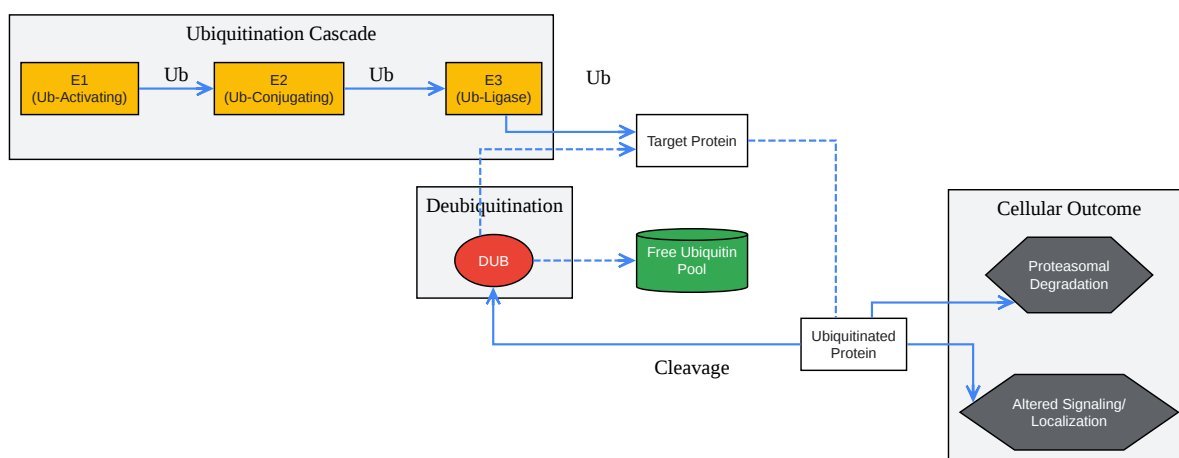 Ubiquitination Cascade
E1
(Ub-Activating)
Ub
E2
(Ub-Conjugating)
Ub
E3
(Ub-Ligase)
Ub
Target Protein
Deubiquitination
DUB
Free Ubiquitin
Pool
Cleavage
Ubiquitinated
Protein
Cellular Outcome
Proteasomal
Degradation
Altered Signaling/
Localization